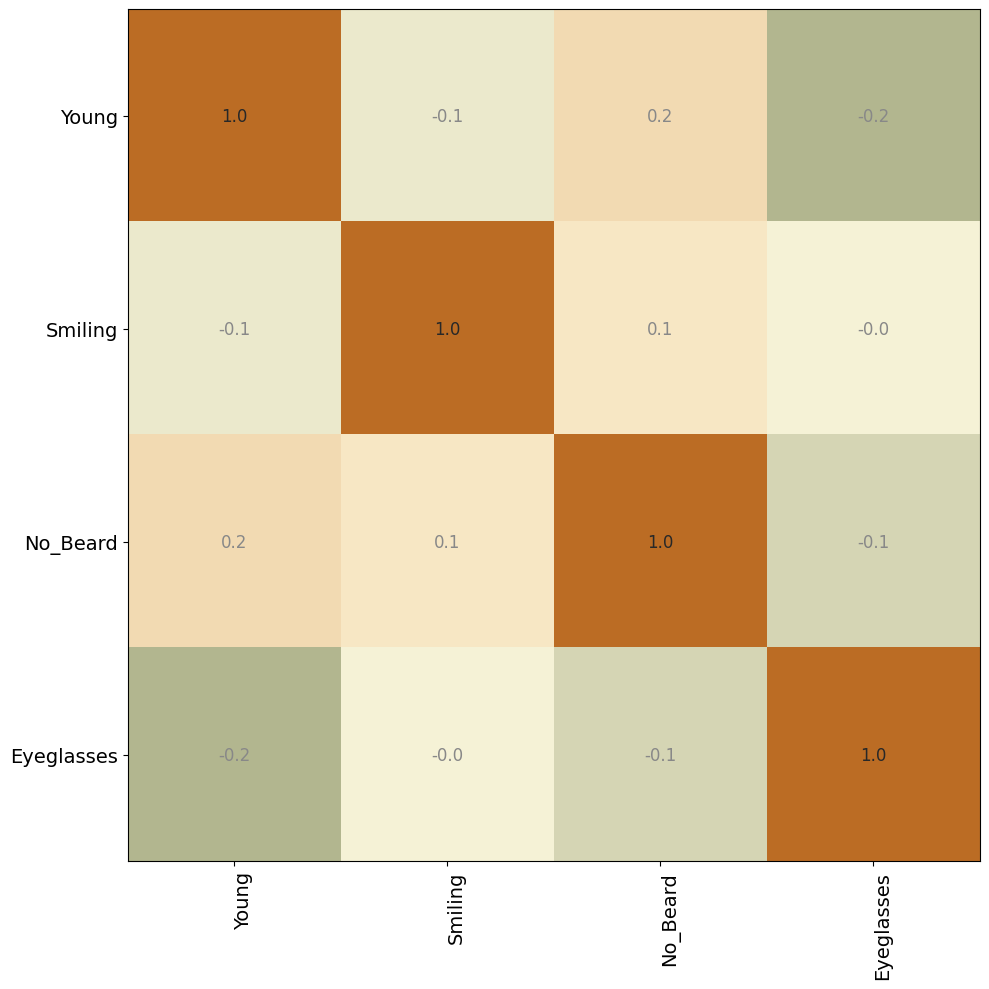 Young 1.0 -0.1 0.2 -0.2
Smiling -0.1 1.0 0.1 -0.0
No_Beard 0.2 0.1 1.0 -0.1
Eyeglasses -0.2 -0.0 -0.1 1.0
Young Smiling No_Beard Eyeglasses